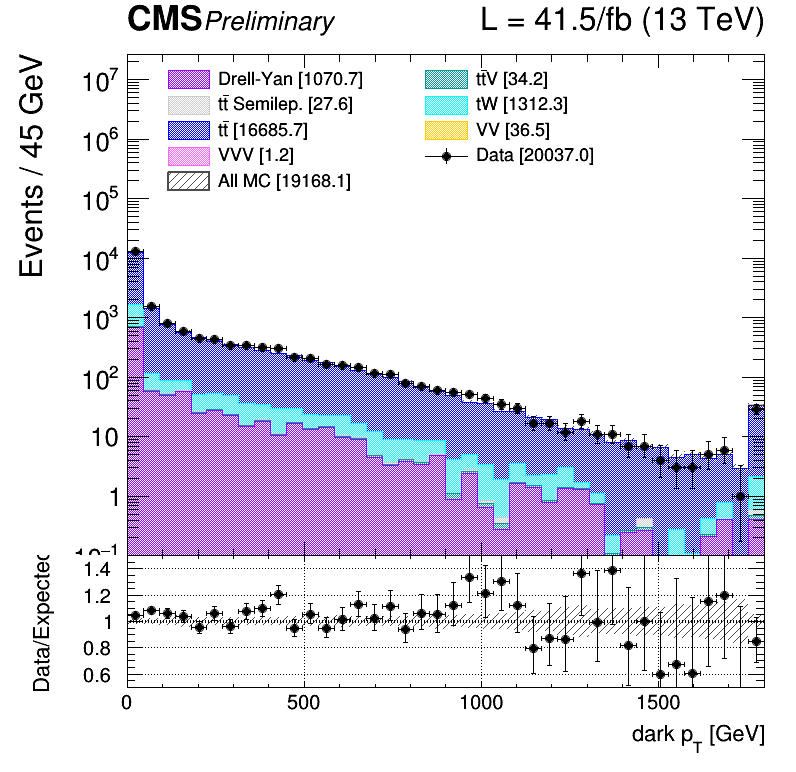 CMS Preliminary L = 41.5/fb (13 TeV)
Events / 45 GeV
Drell-Yan [1070.7]
tt̄ Semilep. [27.6]
tt̄ [16685.7]
VVV [1.2]
All MC [19168.1]
tt̄V [34.2]
tW [1312.3]
VV [36.5]
Data [20037.0]
10⁷
10⁶
10⁵
10⁴
10³
10²
10
1
10⁻¹
Data/Expected
1.4
1.2
1
0.8
0.6
0 500 1000 1500
dark p_T [GeV]